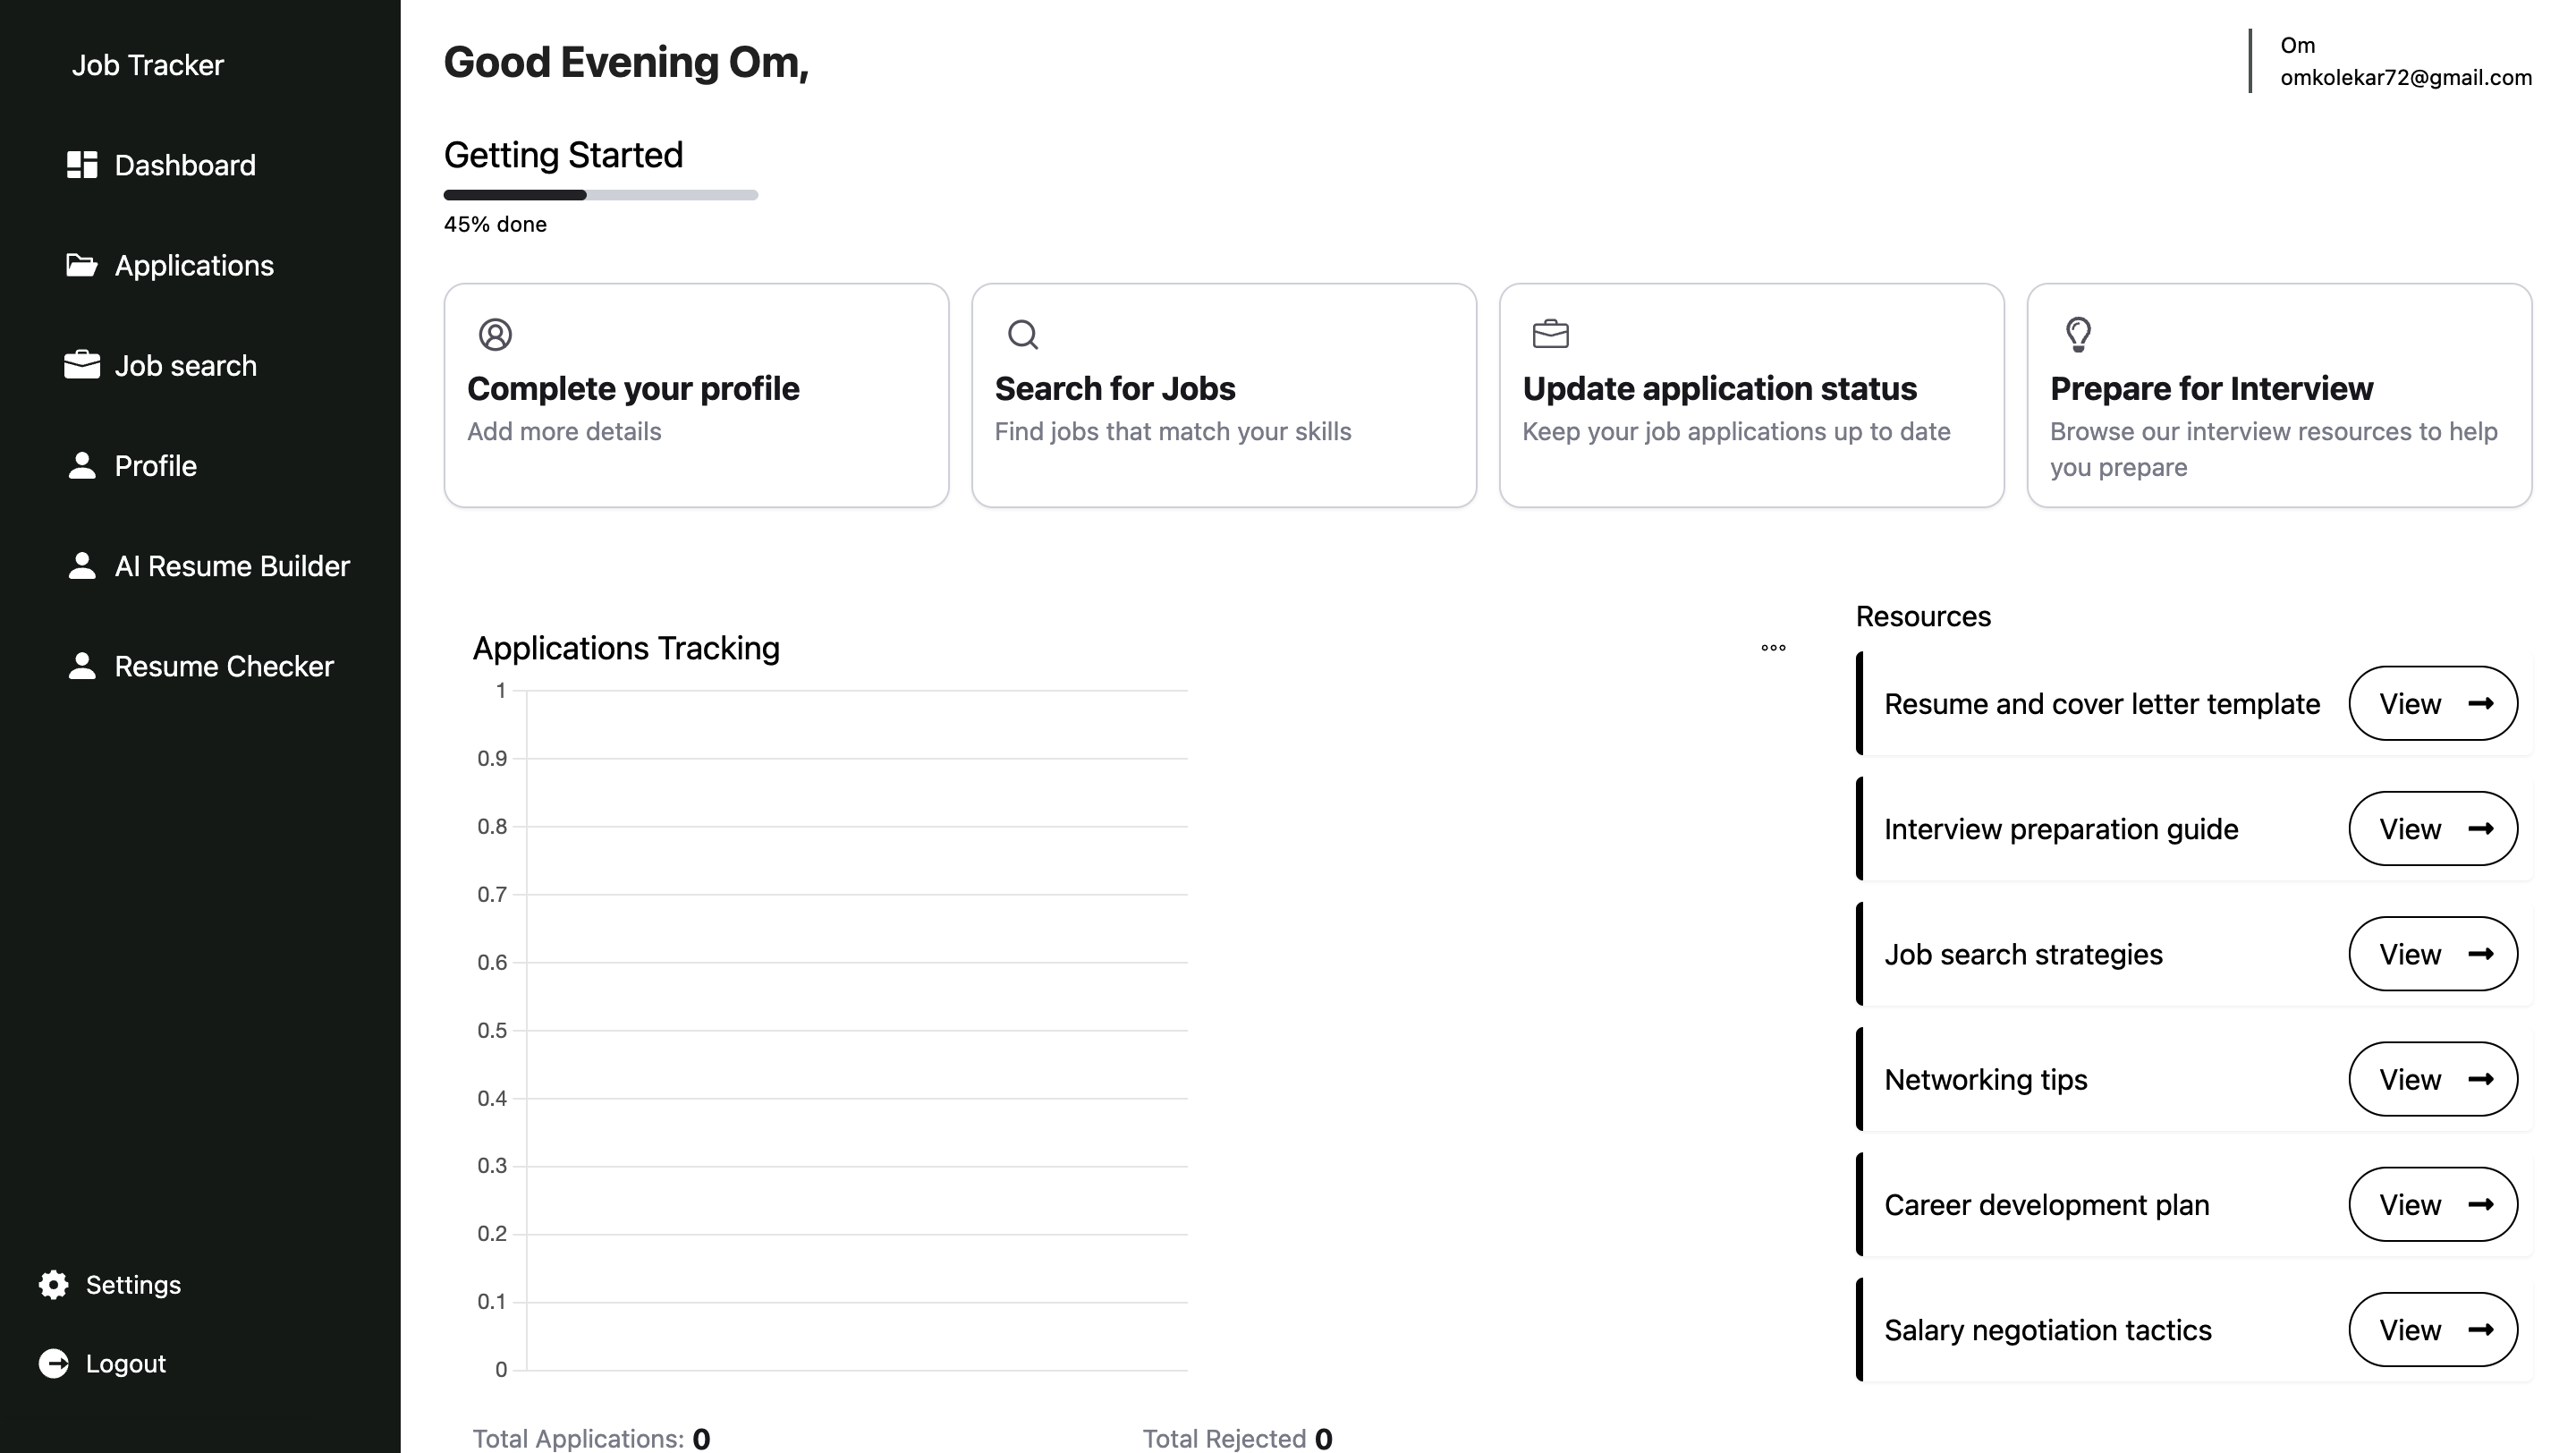 Job Tracker
Dashboard
Applications
Job search
Profile
AI Resume Builder
Resume Checker
Settings
Logout
Good Evening Om,
Om
omkolekar72@gmail.com
Getting Started
45% done
Complete your profile
Add more details
Search for Jobs
Find jobs that match your skills
Update application status
Keep your job applications up to date
Prepare for Interview
Browse our interview resources to help
you prepare
Applications Tracking
1
0.9
0.8
0.7
0.6
0.5
0.4
0.3
0.2
0.1
0
Total Applications: 0
Total Rejected 0
Resources
Resume and cover letter template View
Interview preparation guide View
Job search strategies View
Networking tips View
Career development plan View
Salary negotiation tactics View